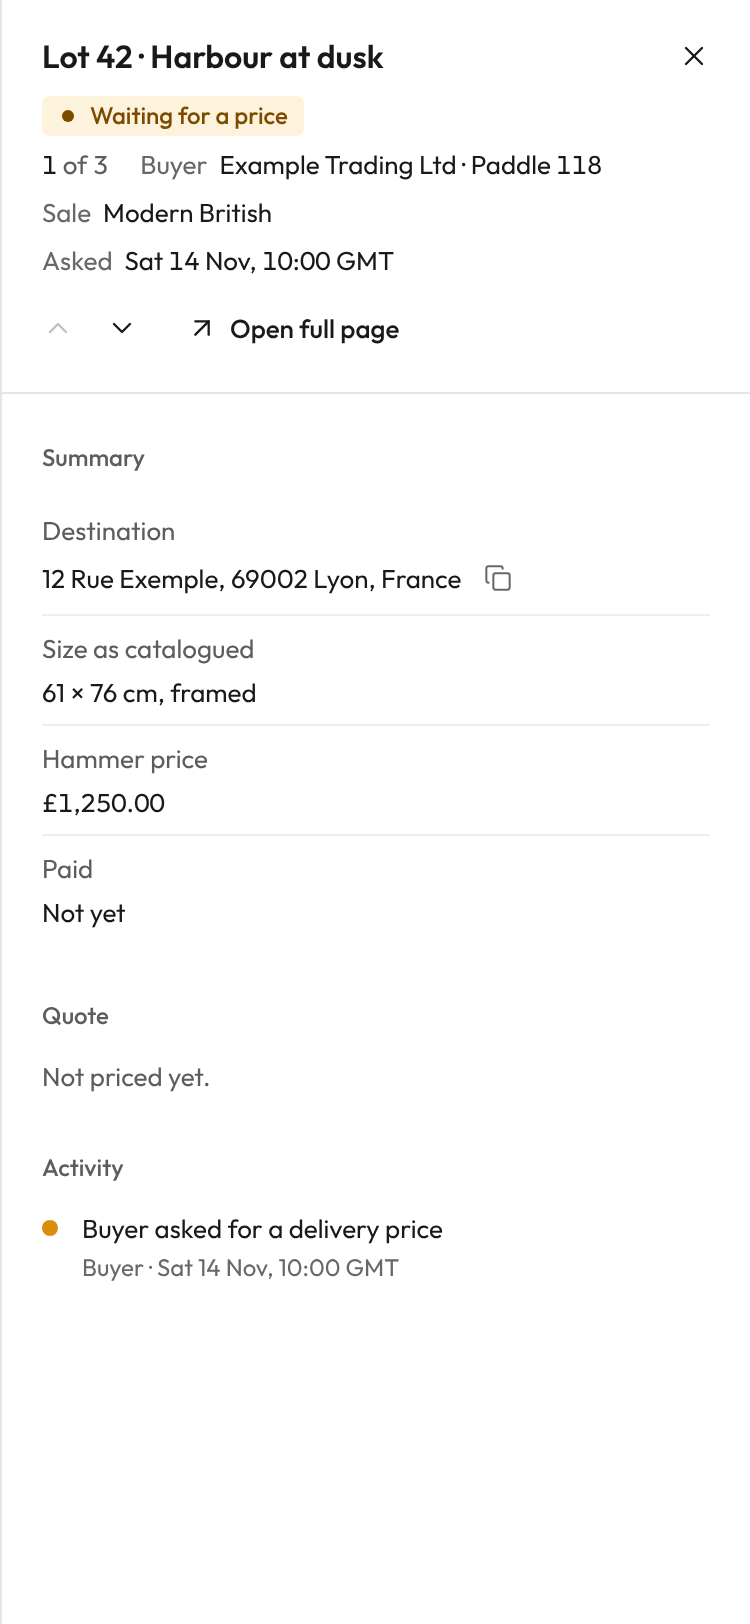 Lot 42 · Harbour at dusk
Waiting for a price
1 of 3 Buyer Example Trading Ltd · Paddle 118
Sale Modern British
Asked Sat 14 Nov, 10:00 GMT
Open full page
Summary
Destination
12 Rue Exemple, 69002 Lyon, France
Size as catalogued
61 × 76 cm, framed
Hammer price
£1,250.00
Paid
Not yet
Quote
Not priced yet.
Activity
Buyer asked for a delivery price
Buyer · Sat 14 Nov, 10:00 GMT